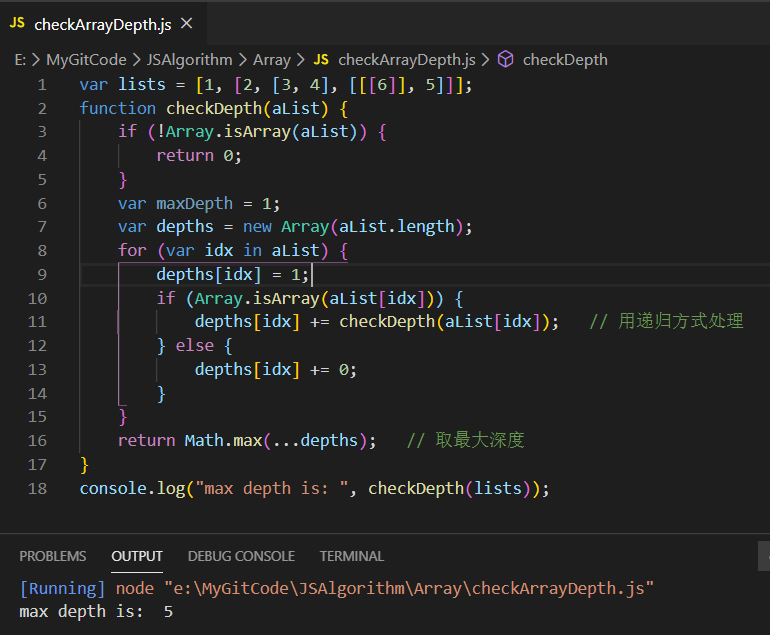 JS checkArrayDepth.js ×
E: > MyGitCode > JSAlgorithm > Array > JS checkArrayDepth.js > checkDepth
1 var lists = [1, [2, [3, 4], [[[6]], 5]]];
2 function checkDepth(aList) {
3     if (!Array.isArray(aList)) {
4         return 0;
5     }
6     var maxDepth = 1;
7     var depths = new Array(aList.length);
8     for (var idx in aList) {
9         depths[idx] = 1;
10         if (Array.isArray(aList[idx])) {
11             depths[idx] += checkDepth(aList[idx]);   // 用递归方式处理
12         } else {
13             depths[idx] += 0;
14         }
15     }
16     return Math.max(...depths);   // 取最大深度
17 }
18 console.log("max depth is: ", checkDepth(lists));
PROBLEMS OUTPUT DEBUG CONSOLE TERMINAL
[Running] node "e:\MyGitCode\JSAlgorithm\Array\checkArrayDepth.js"
max depth is:  5